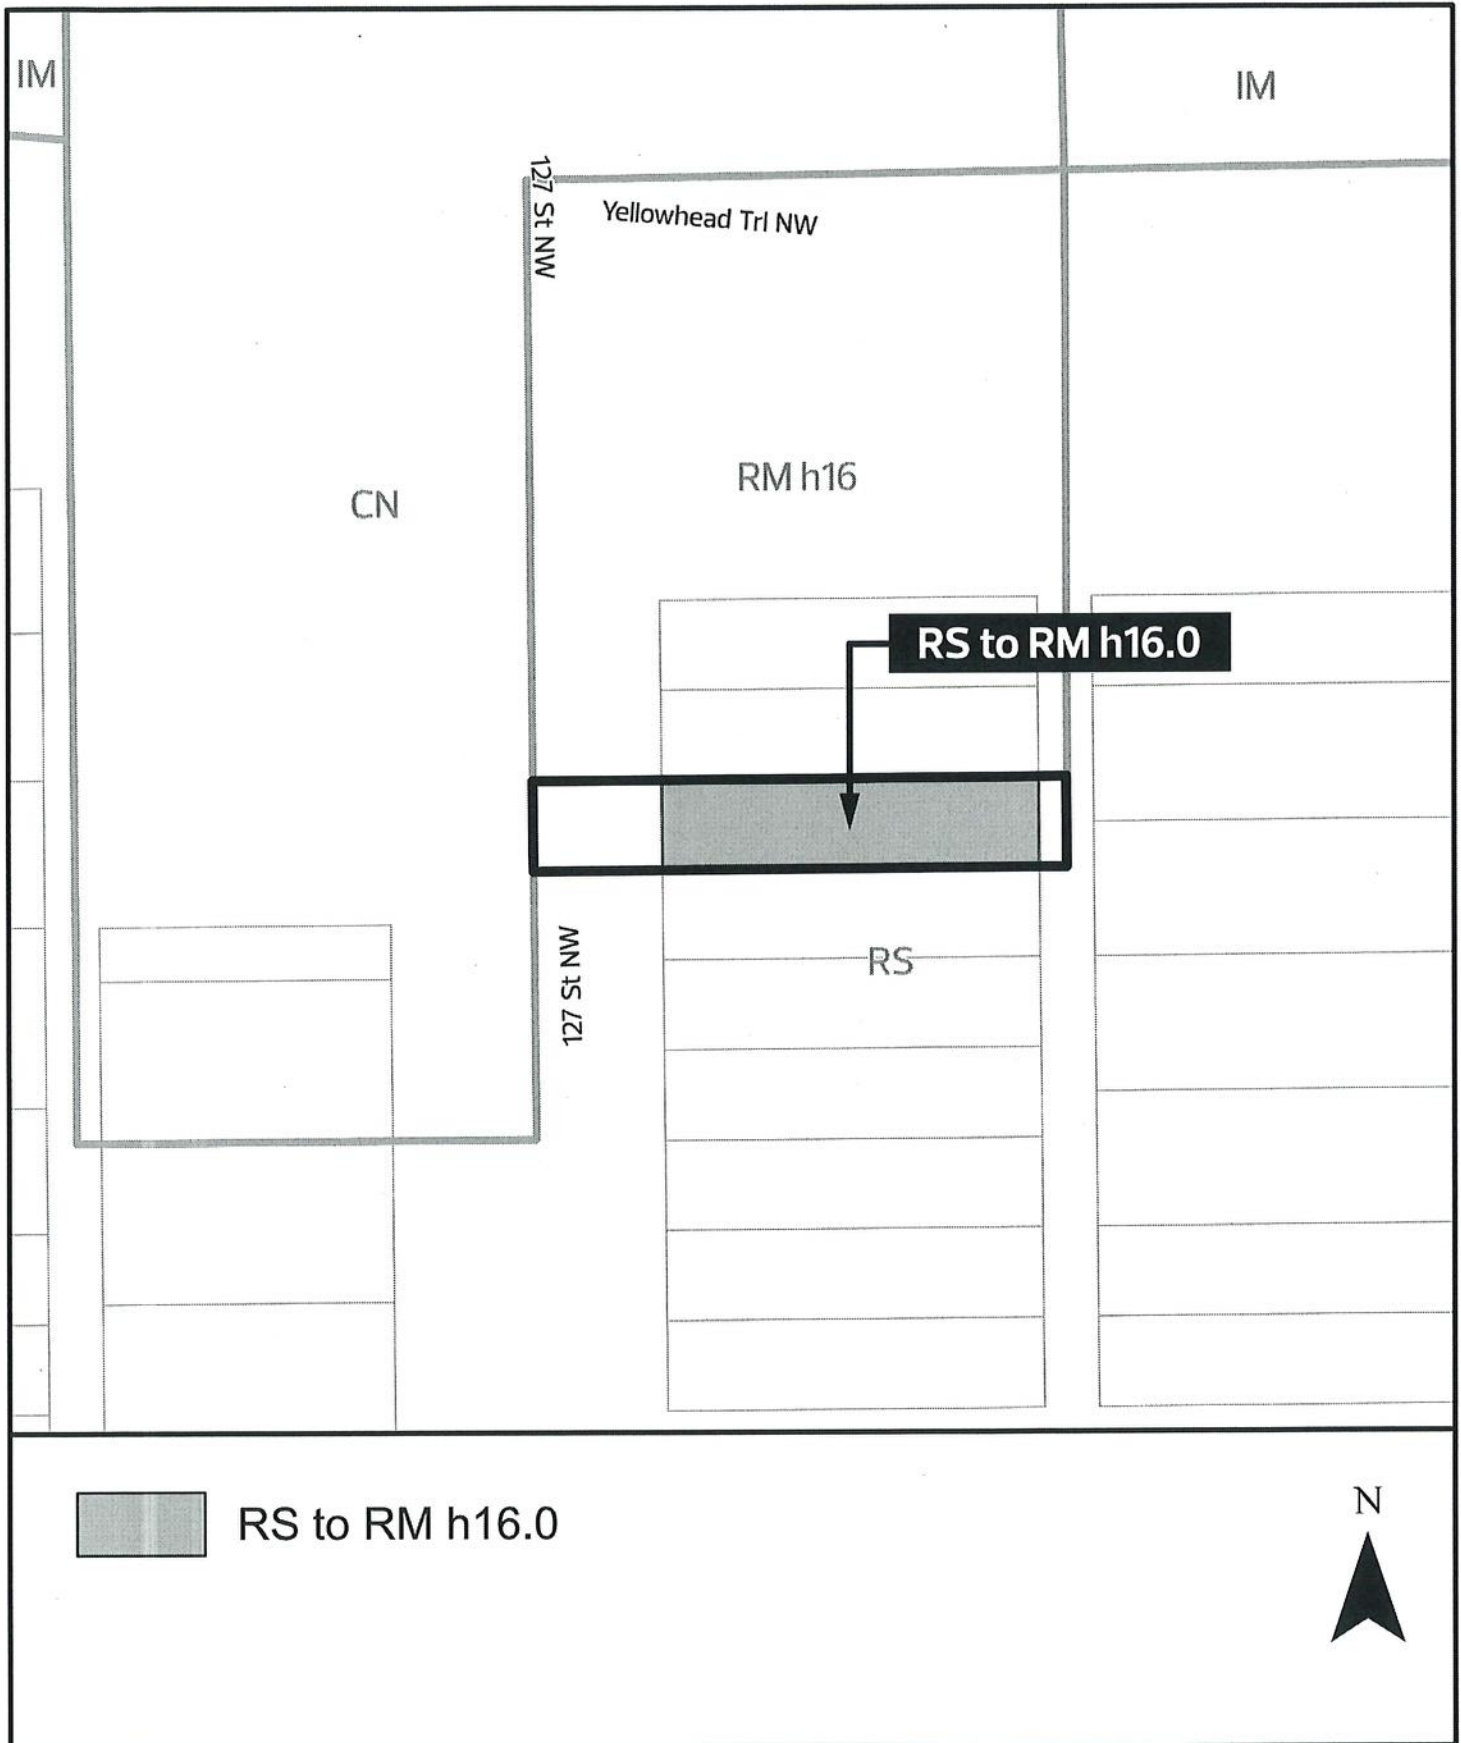 IM
IM
127 St NW
Yellowhead Trl NW
RM h16
CN
RS to RM h16.0
RS
127 St NW
RS to RM h16.0
N